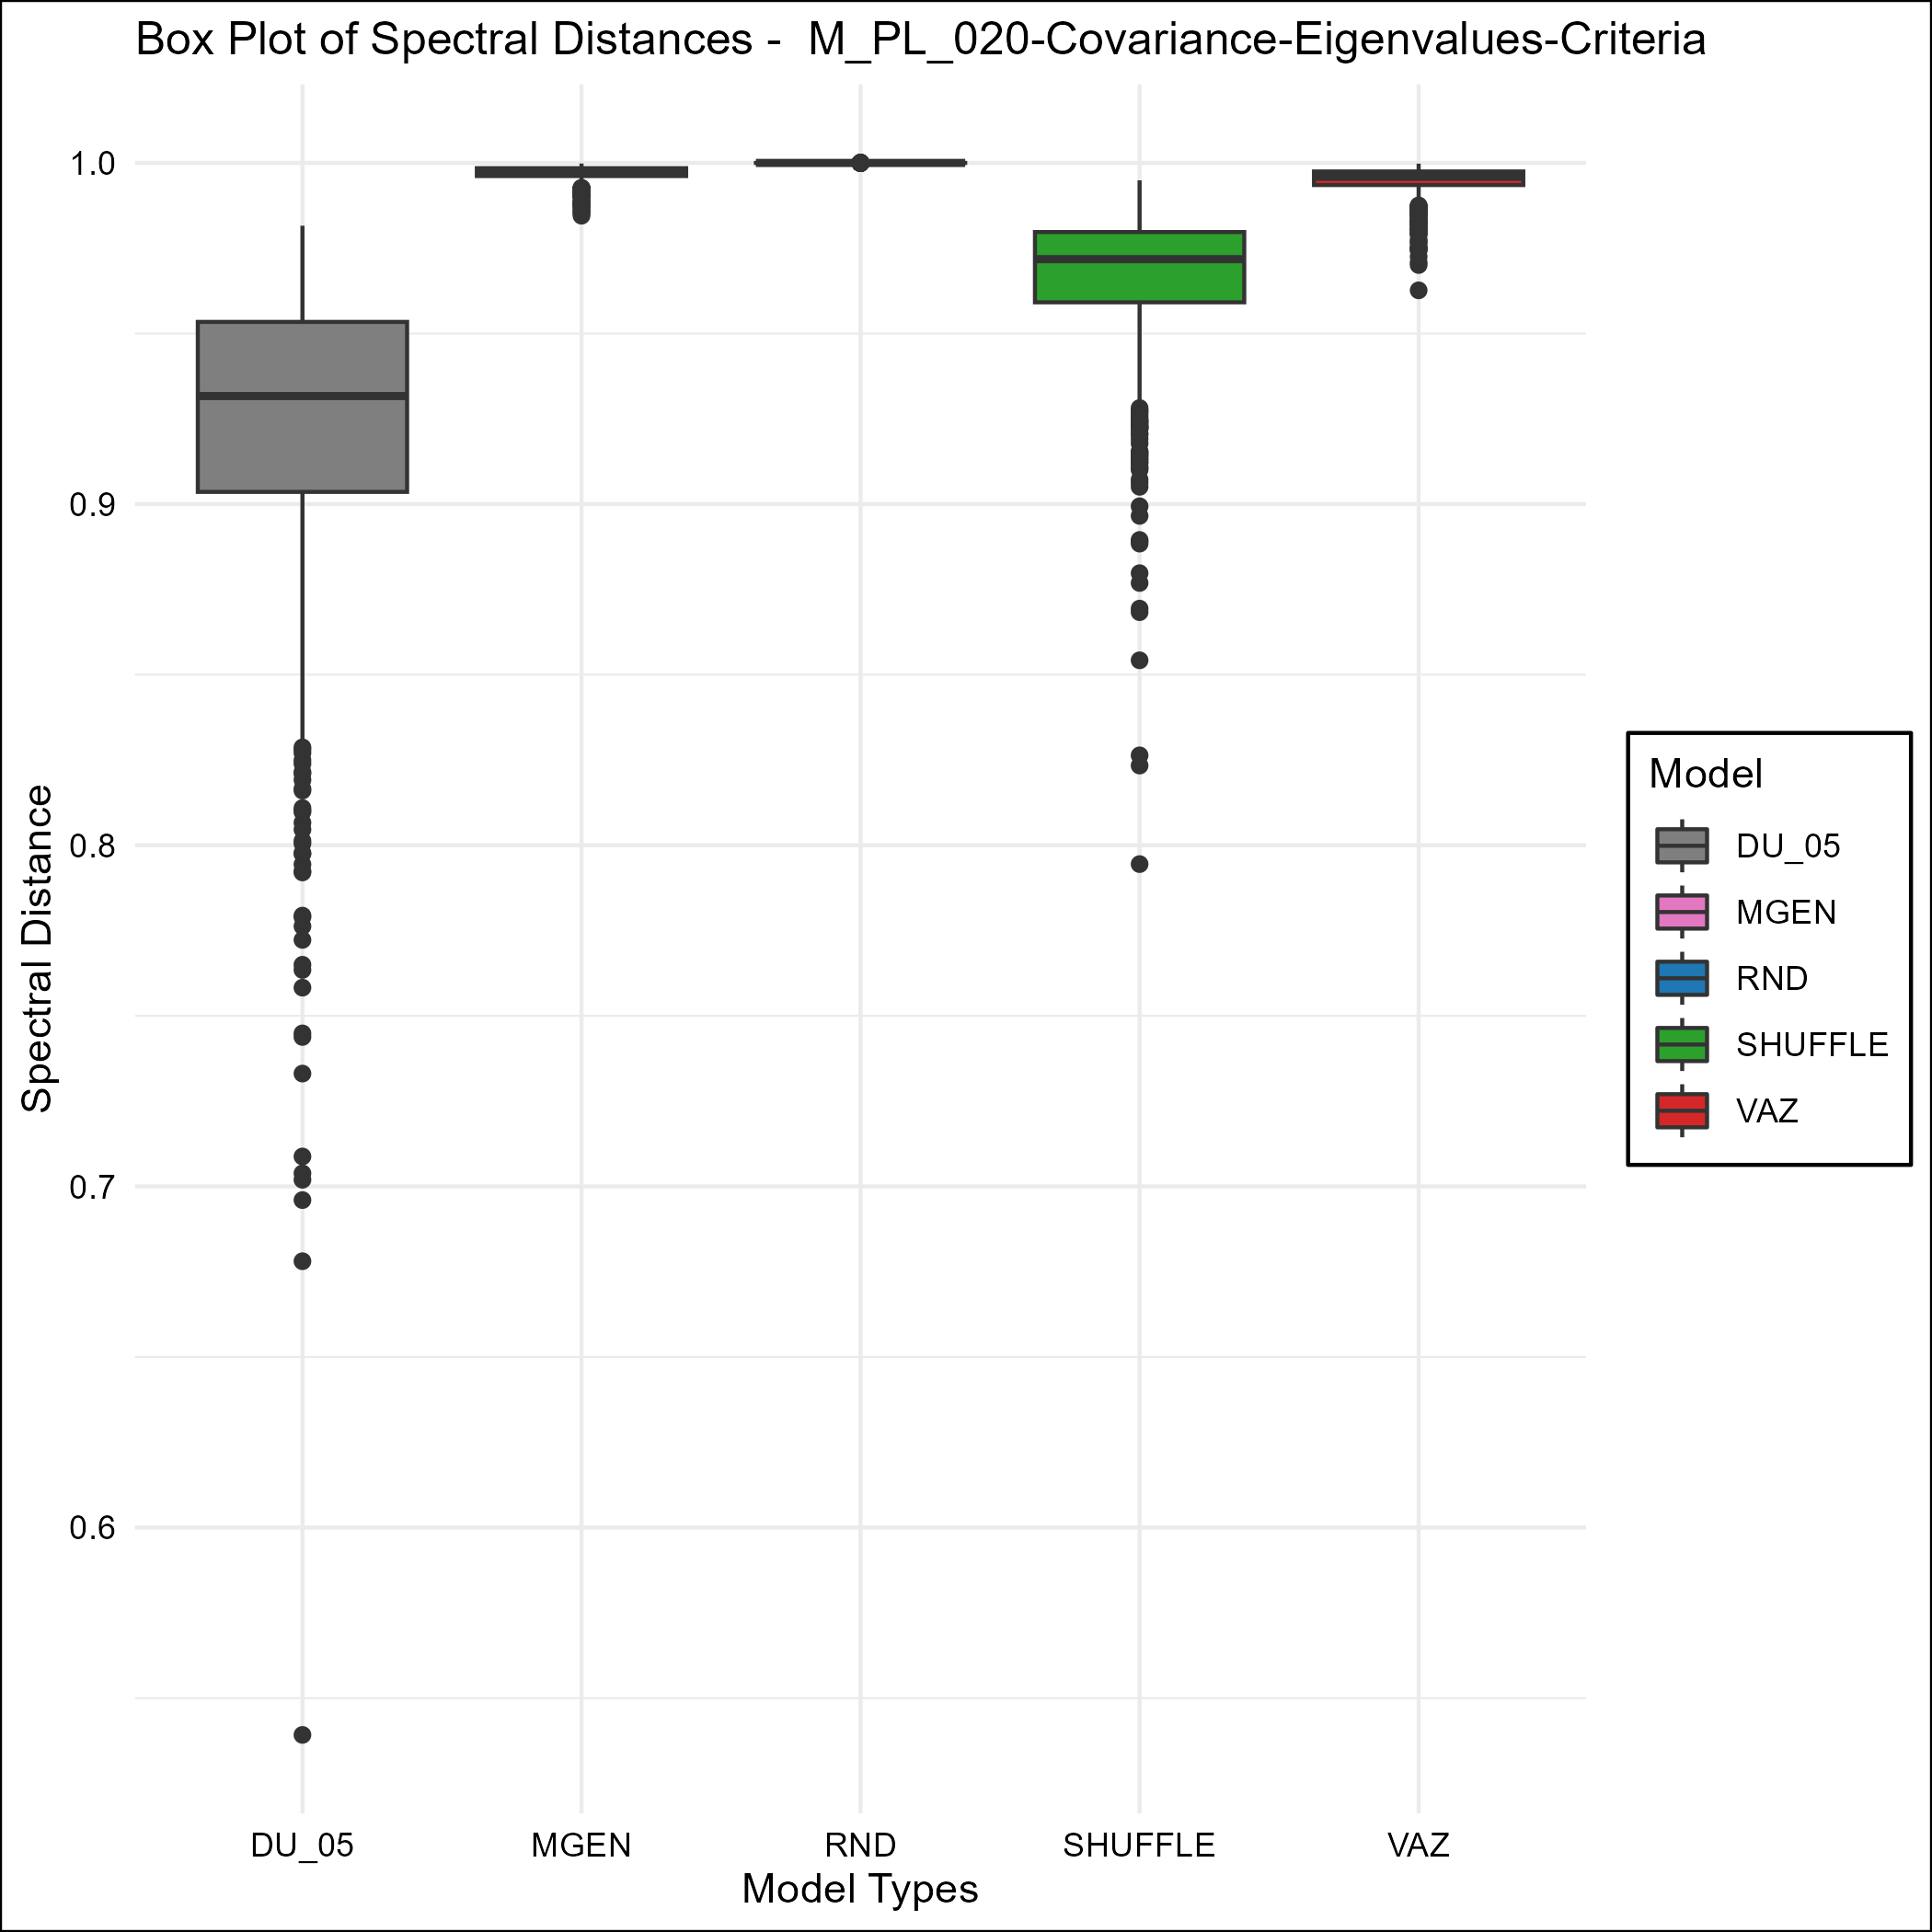 Box Plot of Spectral Distances -  M_PL_020-Covariance-Eigenvalues-Criteria
Spectral Distance
1.0
0.9
0.8
0.7
0.6
DU_05
MGEN
RND
SHUFFLE
VAZ
Model Types
Model
DU_05
MGEN
RND
SHUFFLE
VAZ